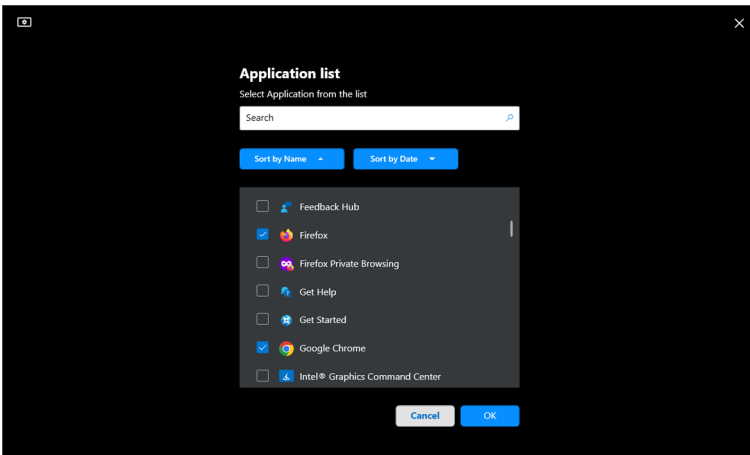 Application list
Select Application from the list
Search
Sort by Name
Sort by Date
Feedback Hub
Firefox
Firefox Private Browsing
Get Help
Get Started
Google Chrome
Intel® Graphics Command Center
Cancel
OK